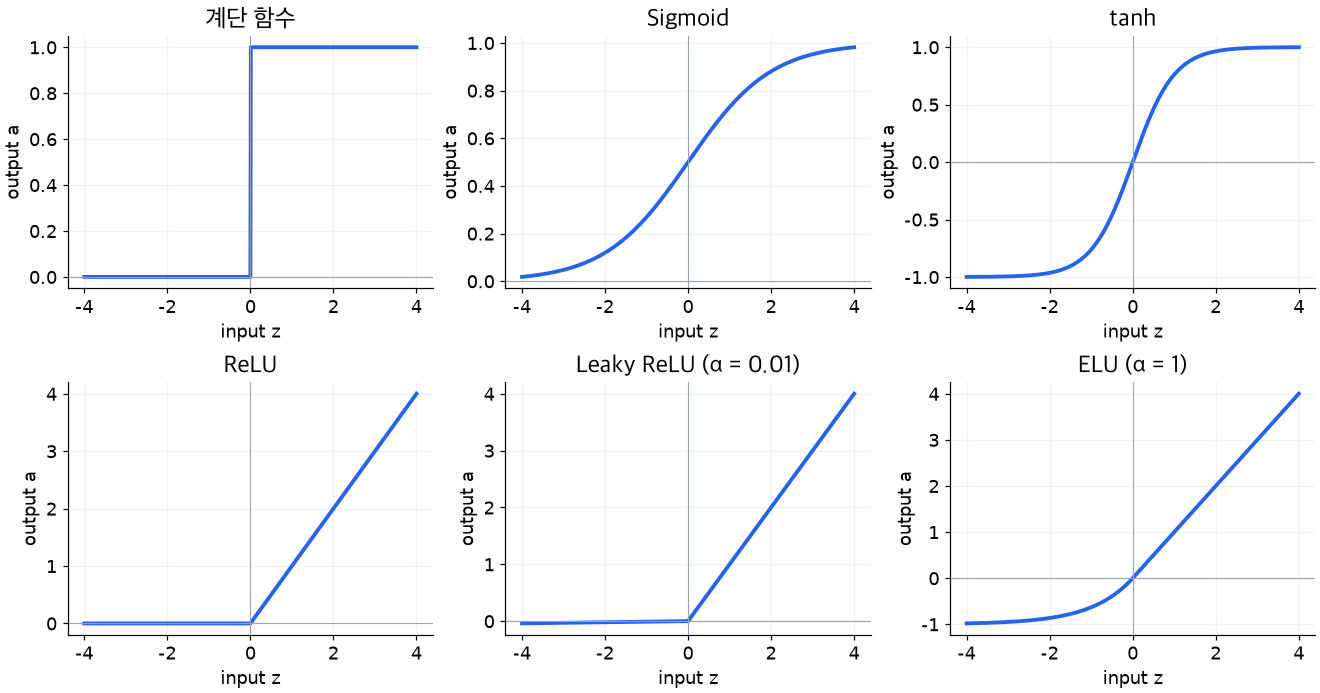 계단 함수
1.0
0.8
0.6
0.4
0.2
0.0
output a
-4 -2 0 2 4
input z
Sigmoid
1.0
0.8
0.6
0.4
0.2
0.0
output a
-4 -2 0 2 4
input z
tanh
1.0
0.5
0.0
-0.5
-1.0
output a
-4 -2 0 2 4
input z
ReLU
4
3
2
1
0
output a
-4 -2 0 2 4
input z
Leaky ReLU (α = 0.01)
4
3
2
1
0
output a
-4 -2 0 2 4
input z
ELU (α = 1)
4
3
2
1
0
-1
output a
-4 -2 0 2 4
input z